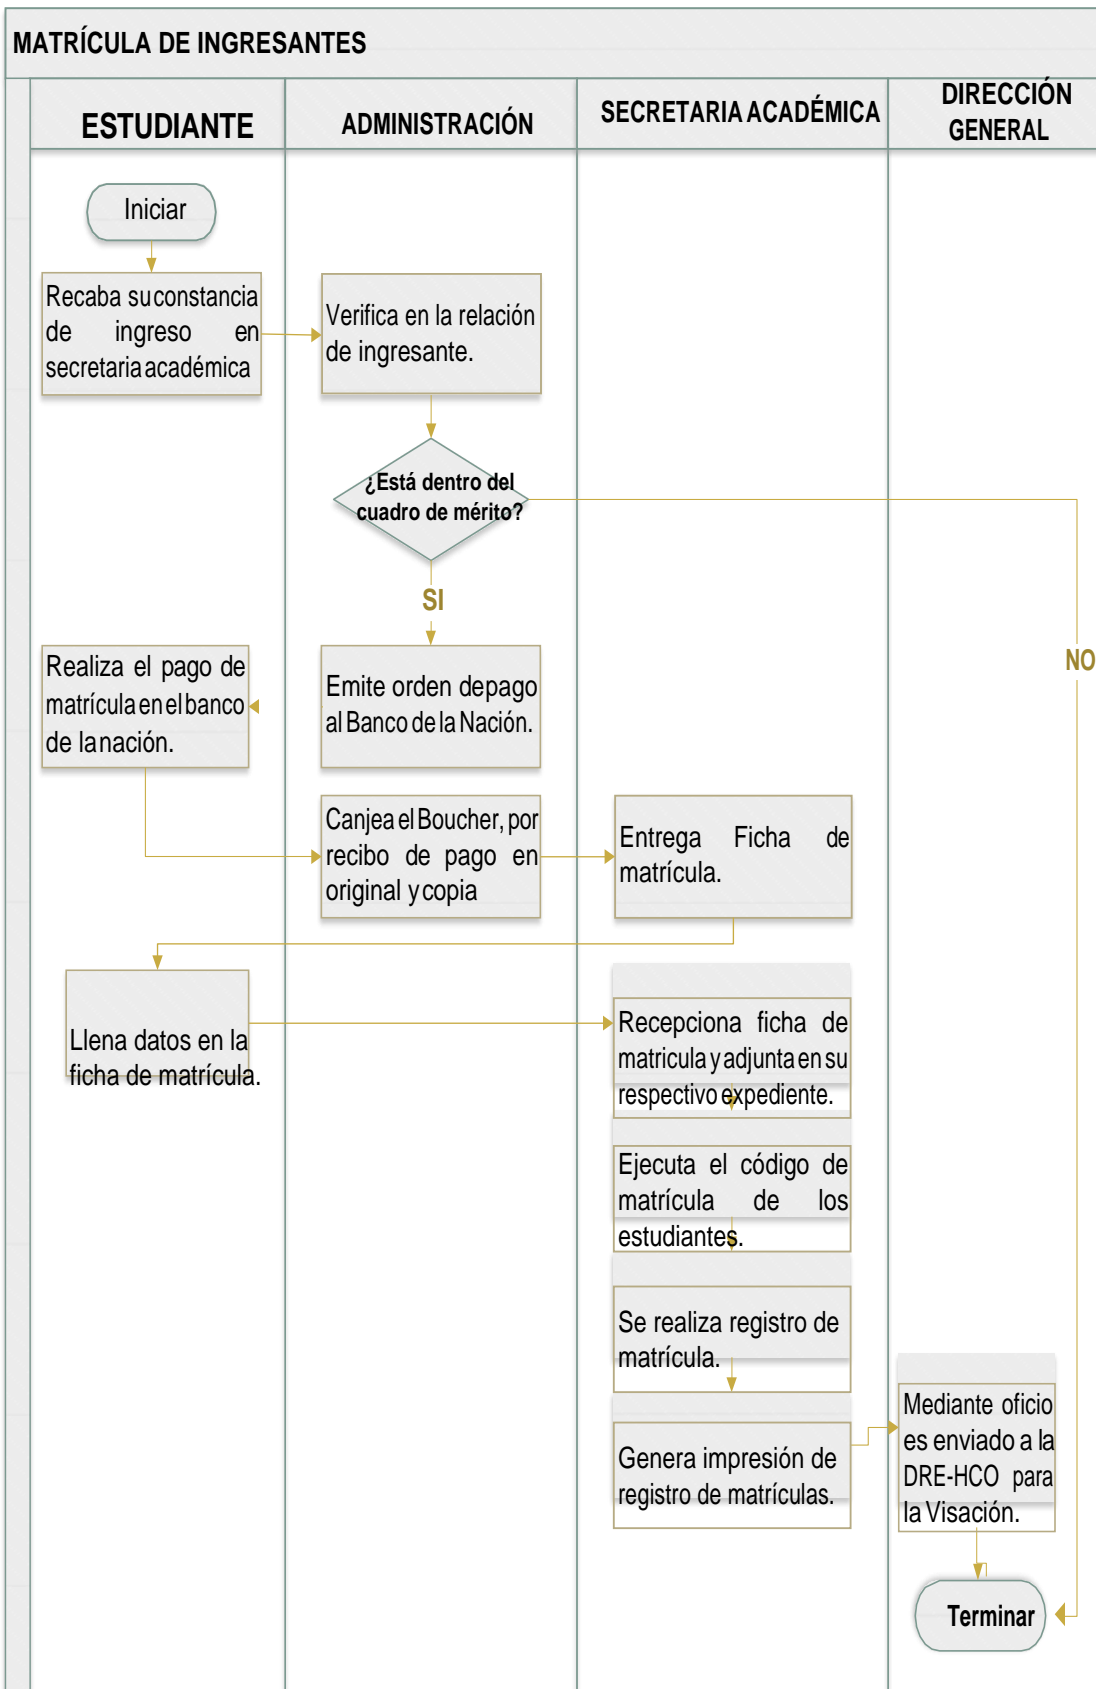 MATRÍCULA DE INGRESANTES
ESTUDIANTE
ADMINISTRACIÓN
SECRETARIA ACADÉMICA
DIRECCIÓN
GENERAL
Iniciar
Recaba su constancia
de ingreso en
secretaria académica
Verifica en la relación
de ingresante.
¿Está dentro del
cuadro de mérito?
SI
NO
Realiza el pago de
matrícula en el banco
de la nación.
Emite orden de pago
al Banco de la Nación.
Canjea el Boucher, por
recibo de pago en
original y copia
Entrega Ficha de
matrícula.
Llena datos en la
ficha de matrícula.
Recepciona ficha de
matricula y adjunta en su
respectivo expediente.
Ejecuta el código de
matrícula de los
estudiantes.
Se realiza registro de
matrícula.
Genera impresión de
registro de matrículas.
Mediante oficio
es enviado a la
DRE-HCO para
la Visación.
Terminar